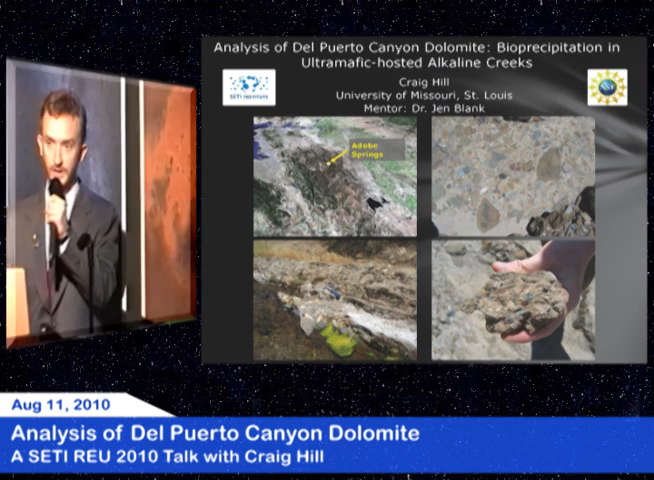 Analysis of Del Puerto Canyon Dolomite: Bioprecipitation in
Ultramafic-hosted Alkaline Creeks
Craig Hill
University of Missouri, St. Louis
Mentor: Dr. Jen Blank
SETI Institute
NSF
Adobe
Springs
Aug 11, 2010
Analysis of Del Puerto Canyon Dolomite
A SETI REU 2010 Talk with Craig Hill